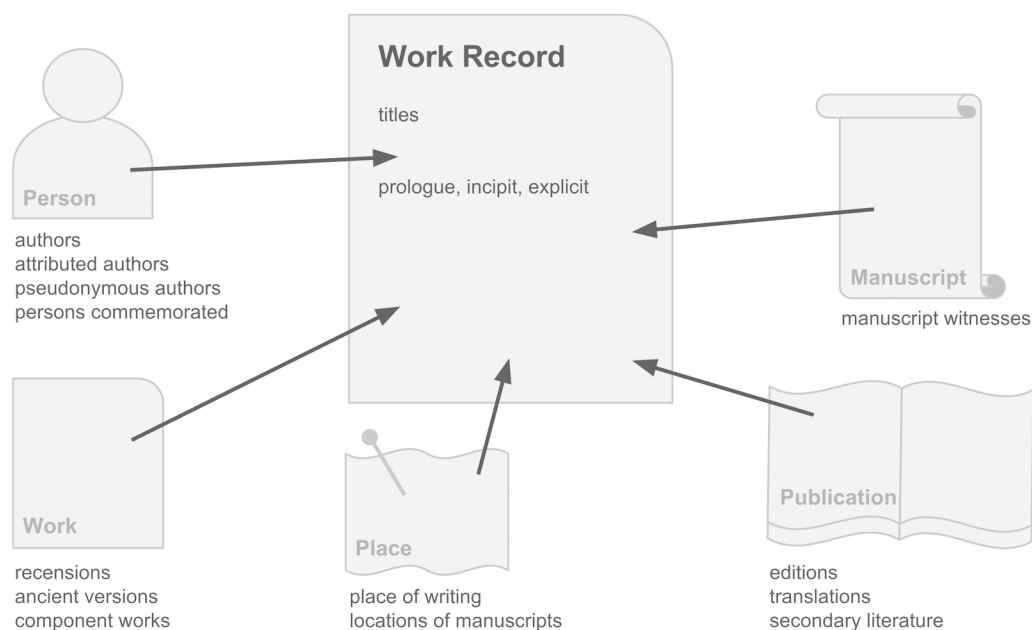 Work Record
titles
prologue, incipit, explicit
Person
authors
attributed authors
pseudonymous authors
persons commemorated
Manuscript
manuscript witnesses
Work
recensions
ancient versions
component works
Place
place of writing
locations of manuscripts
Publication
editions
translations
secondary literature